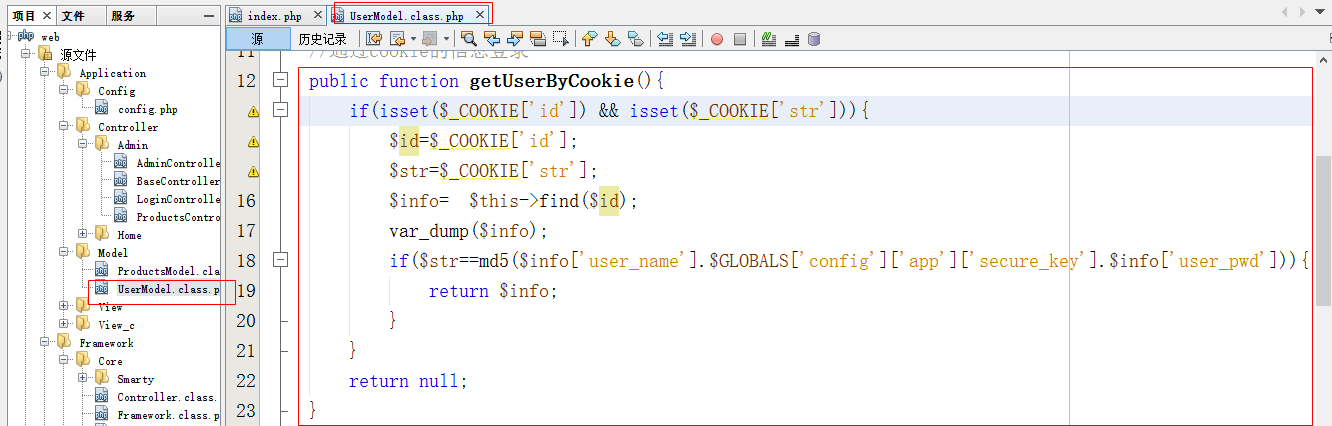 项目 文件 服务
index.php UserModel.class.php
源 历史记录
web
源文件
Application
Config
config.php
Controller
Admin
AdminControlle
BaseController
LoginControlle
ProductsContro
Home
Model
ProductsModel.cla
UserModel.class.p
View
View_c
Framework
Core
Smarty
Controller.class.
Framework.class.p
11 //通过cookie的信息登录
12 public function getUserByCookie(){
if(isset($_COOKIE['id']) && isset($_COOKIE['str'])){
$id=$_COOKIE['id'];
$str=$_COOKIE['str'];
16 $info= $this->find($id);
17 var_dump($info);
18 if($str==md5($info['user_name'].$GLOBALS['config']['app']['secure_key'].$info['user_pwd'])){
19 return $info;
20 }
21 }
22 return null;
23 }